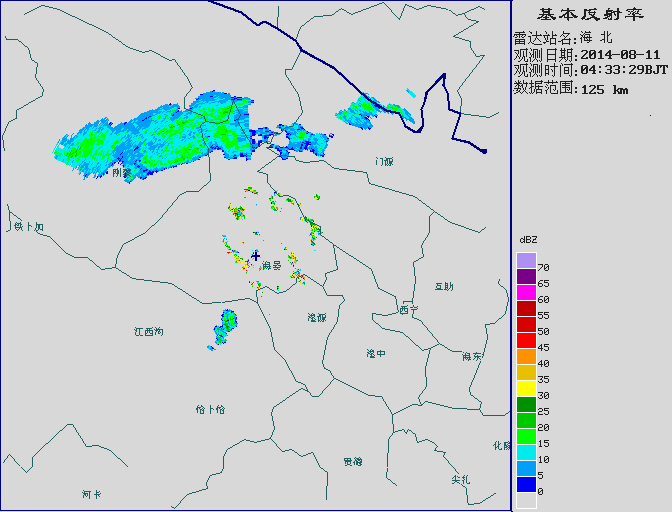 基本反射率
雷达站名: 海 北
观测日期: 2014-08-11
观测时间: 04:33:29BJT
数据范围: 125 km
门源
阴寨
铁卜加
海晏
互助
西宁
江西沟
湟源
湟中
海东
恰卜恰
化隆
贵德
尖扎
河卡
dBZ
70
65
60
55
50
45
40
35
30
25
20
15
10
5
0